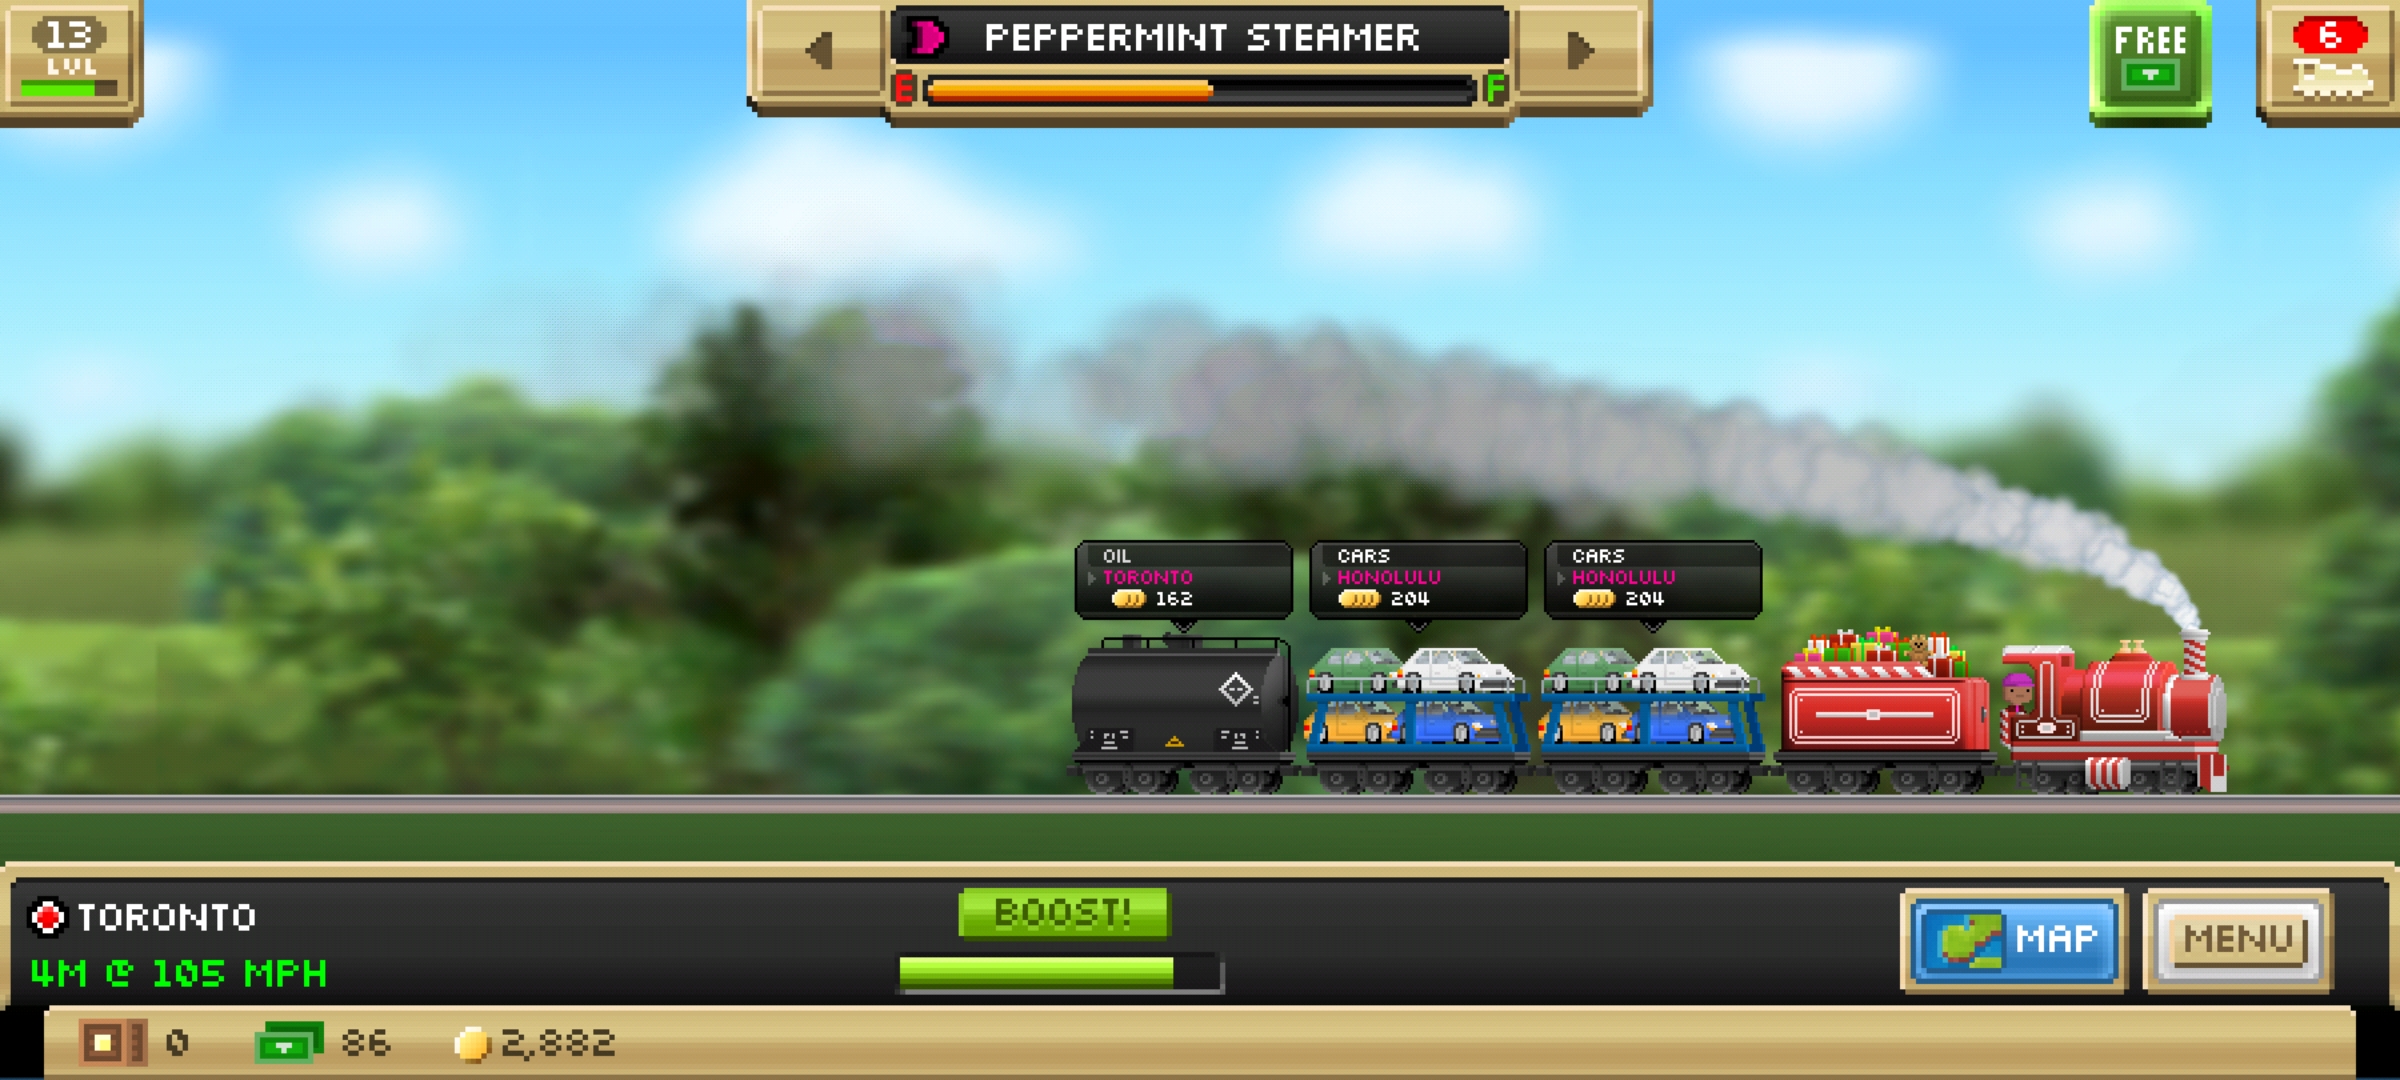 13
LVL
PEPPERMINT STEAMER
E
F
FREE
6
OIL
TORONTO
162
CARS
HONOLULU
204
CARS
HONOLULU
204
TORONTO
4M @ 105 MPH
BOOST!
MAP
MENU
0
86
2,882